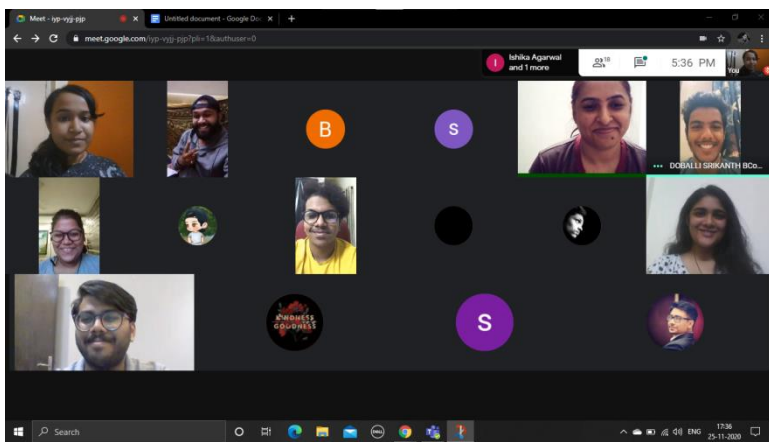 Meet - iyp-vyjj-pjp
Untitled document - Google Do
meet.google.com/iyp-vyjj-pjp?pli=1&authuser=0
I
Ishika Agarwal
and 1 more
18
5:36 PM
You
B
S
DOBALLI SRIKANTH BCo...
KINDNESS
GOODNESS
S
Search
DELL
ENG
17:36
25-11-2020